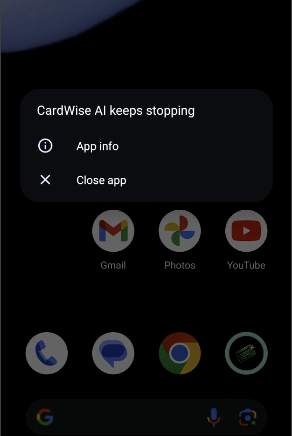 CardWise AI keeps stopping
App info
Close app
Gmail
Photos
YouTube